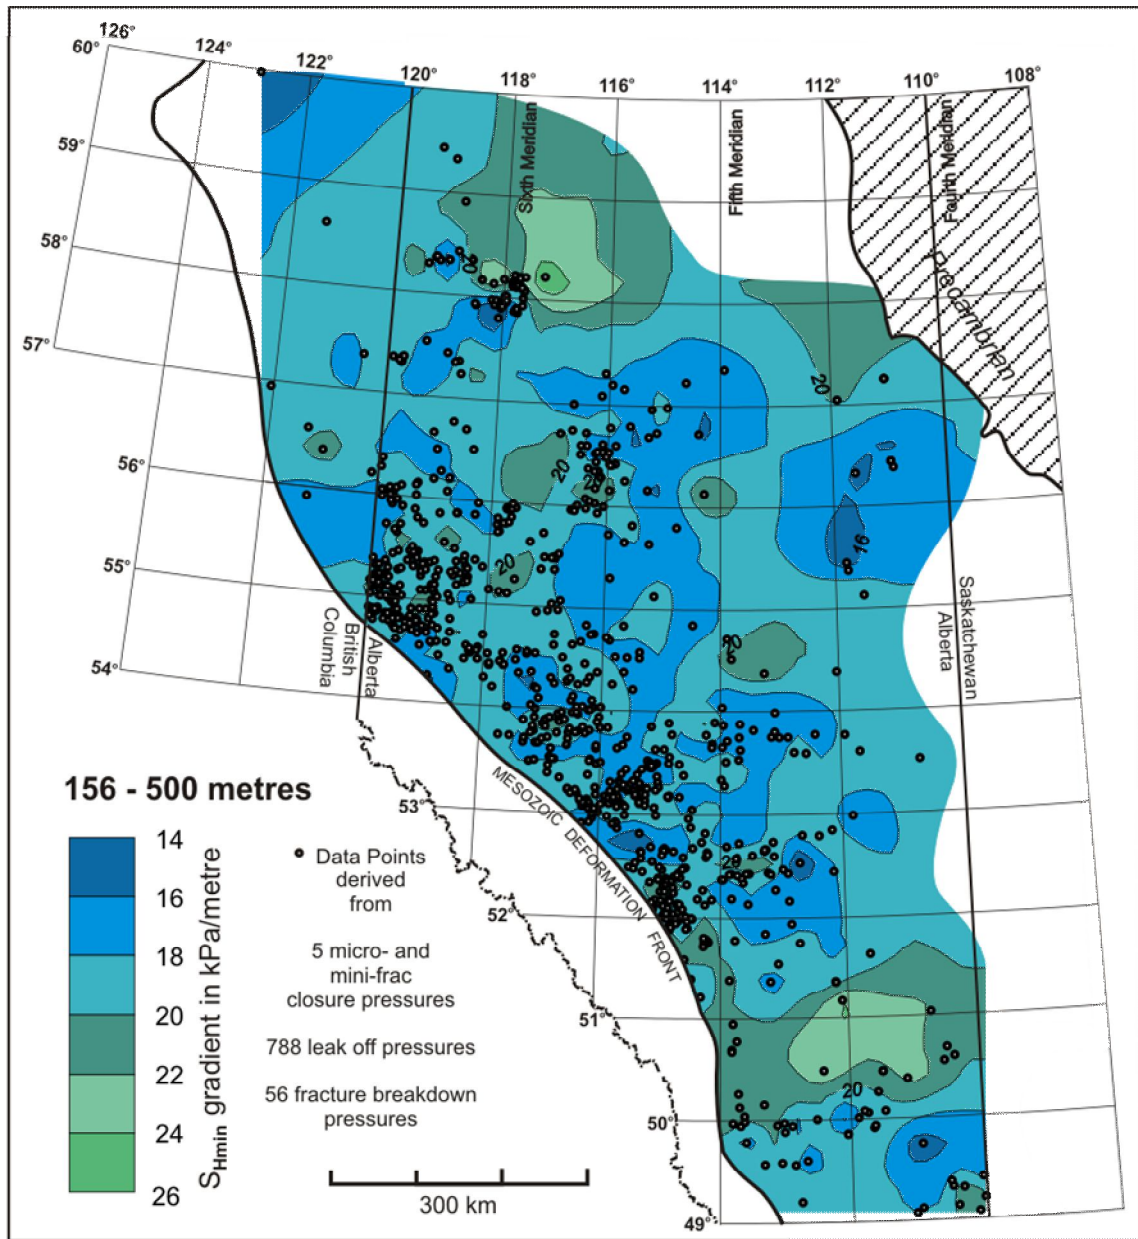 126°
60°
124°
122°
120°
118°
116°
114°
112°
110°
108°
59°
58°
57°
56°
55°
54°
53°
52°
51°
50°
49°
Sixth Meridian
Fifth Meridian
Fourth Meridian
Precambrian
20
20
20
20
20
16
20
20
20
British
Columbia
Alberta
Saskatchewan
Alberta
MESOZOIC DEFORMATION FRONT
156 - 500 metres
14
16
18
20
22
24
26
SHmin gradient in kPa/metre
Data Points
derived
from
5 micro- and
mini-frac
closure pressures
788 leak off pressures
56 fracture breakdown
pressures
300 km